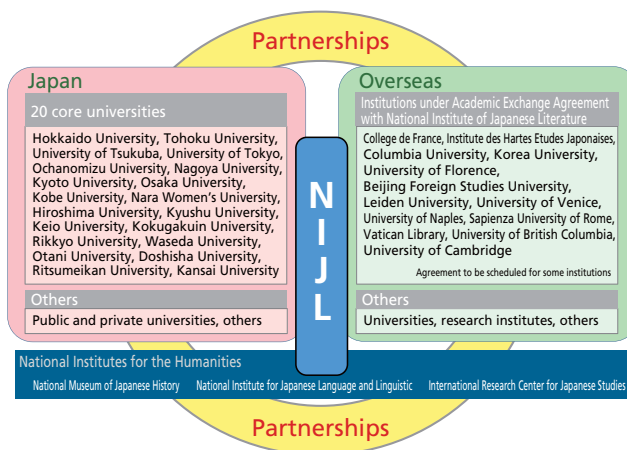 Partnerships
Japan
20 core universities
Hokkaido University, Tohoku University,
University of Tsukuba, University of Tokyo,
Ochanomizu University, Nagoya University,
Kyoto University, Osaka University,
Kobe University, Nara Women's University,
Hiroshima University, Kyushu University,
Keio University, Kokugakuin University,
Rikkyo University, Waseda University,
Otani University, Doshisha University,
Ritsumeikan University, Kansai University
Others
Public and private universities, others
NIJL
Overseas
Institutions under Academic Exchange Agreement
with National Institute of Japanese Literature
College de France, Institute des Hartes Etudes Japonaises,
Columbia University, Korea University,
University of Florence,
Beijing Foreign Studies University,
Leiden University, University of Venice,
University of Naples, Sapienza University of Rome,
Vatican Library, University of British Columbia,
University of Cambridge
Agreement to be scheduled for some institutions
Others
Universities, research institutes, others
National Institutes for the Humanities
National Museum of Japanese History National Institute for Japanese Language and Linguistic International Research Center for Japanese Studies
Partnerships